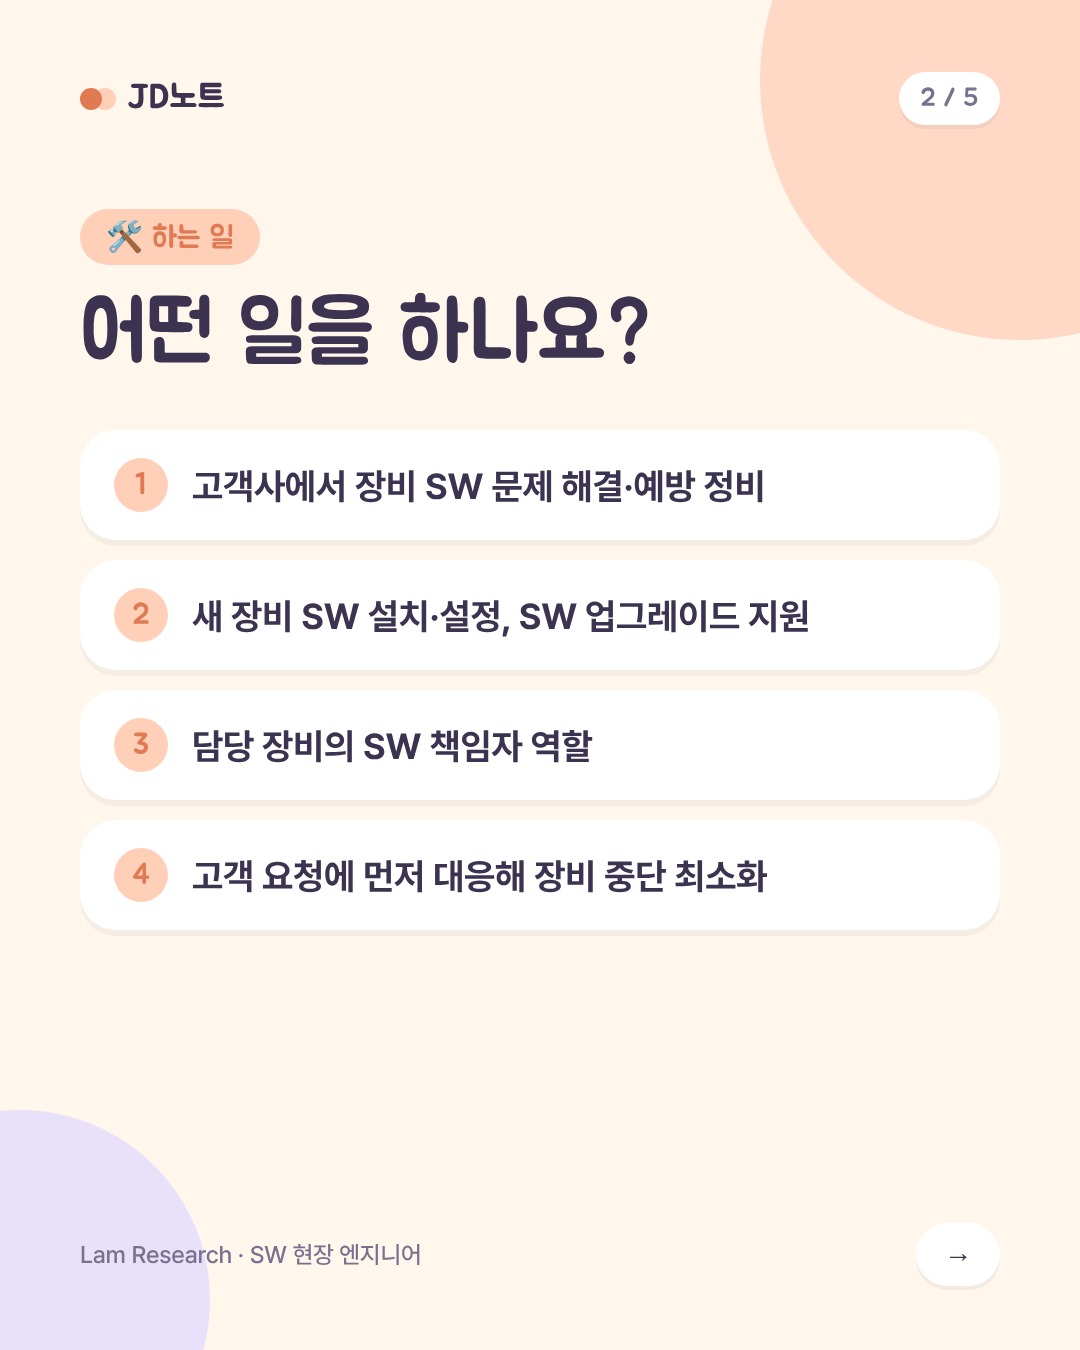 JD노트
2 / 5
🛠️ 하는 일
어떤 일을 하나요?
1 고객사에서 장비 SW 문제 해결·예방 정비
2 새 장비 SW 설치·설정, SW 업그레이드 지원
3 담당 장비의 SW 책임자 역할
4 고객 요청에 먼저 대응해 장비 중단 최소화
Lam Research · SW 현장 엔지니어
→